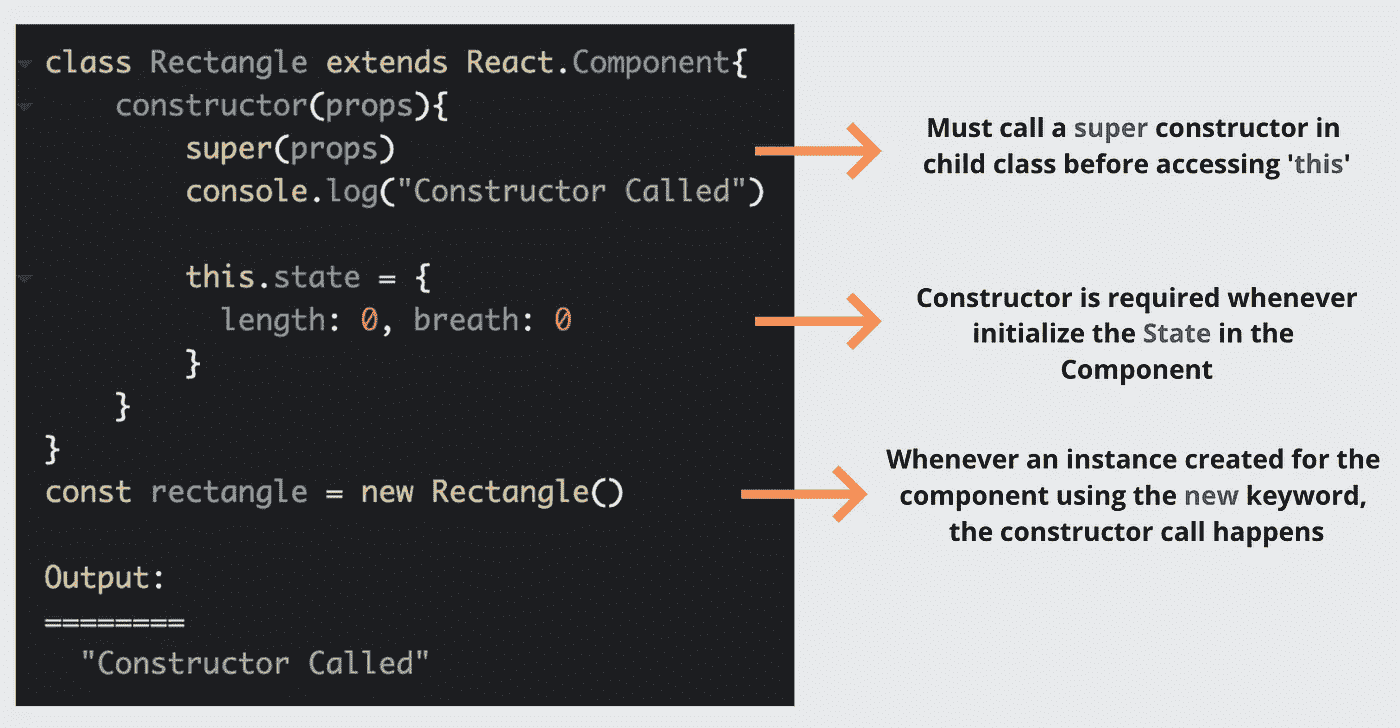 class Rectangle extends React.Component{
constructor(props){
super(props)
console.log("Constructor Called")
this.state = {
length: 0, breath: 0
}
}
}
const rectangle = new Rectangle()
Output:
========
"Constructor Called"
Must call a super constructor in
child class before accessing 'this'
Constructor is required whenever
initialize the State in the
Component
Whenever an instance created for the
component using the new keyword,
the constructor call happens